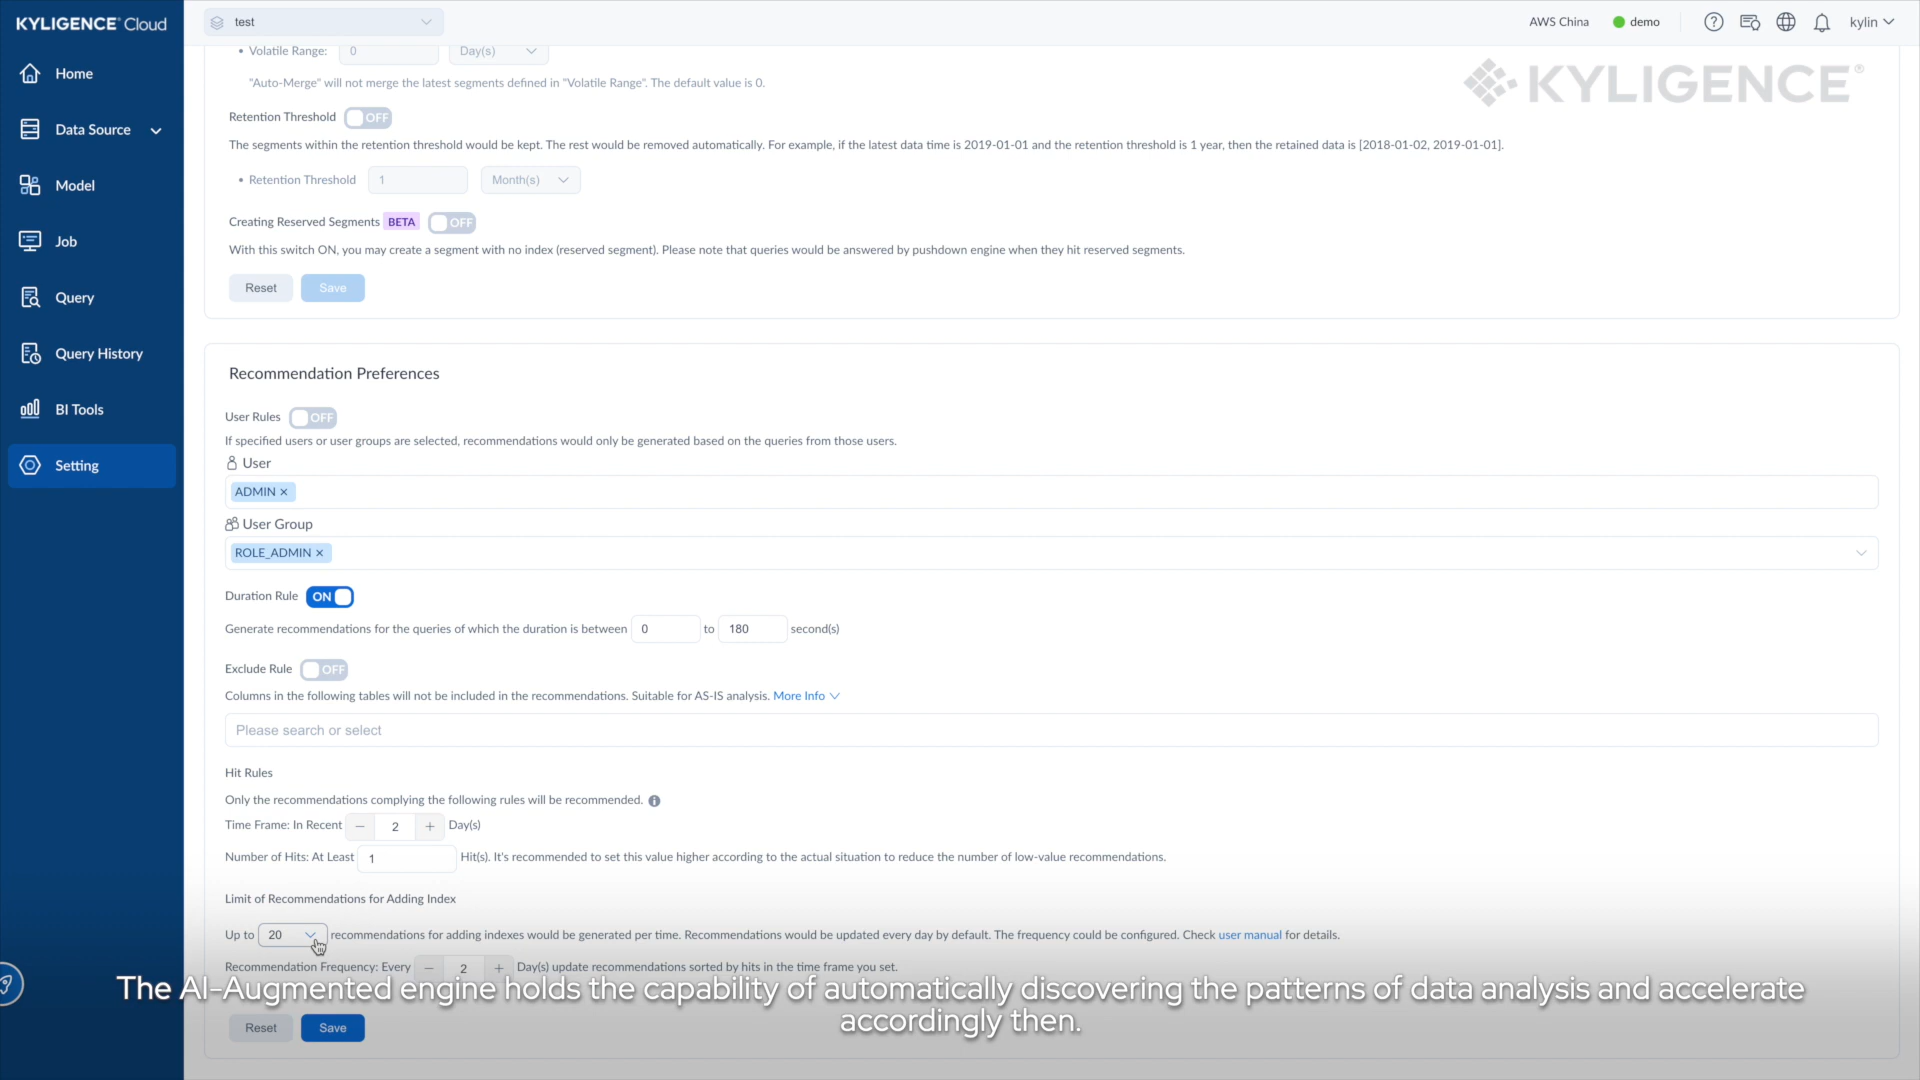 KYLIGENCE® Cloud
test
AWS China
demo
kylin
Home
Data Source
Model
Job
Query
Query History
BI Tools
Setting
KYLIGENCE®
• Volatile Range: 0 Day(s)
"Auto-Merge" will not merge the latest segments defined in "Volatile Range". The default value is 0.
Retention Threshold OFF
The segments within the retention threshold would be kept. The rest would be removed automatically. For example, if the latest data time is 2019-01-01 and the retention threshold is 1 year, then the retained data is [2018-01-02, 2019-01-01].
• Retention Threshold 1 Month(s)
Creating Reserved Segments BETA OFF
With this switch ON, you may create a segment with no index (reserved segment). Please note that queries would be answered by pushdown engine when they hit reserved segments.
Reset Save
Recommendation Preferences
User Rules OFF
If specified users or user groups are selected, recommendations would only be generated based on the queries from those users.
User
ADMIN ×
User Group
ROLE_ADMIN ×
Duration Rule ON
Generate recommendations for the queries of which the duration is between 0 to 180 second(s)
Exclude Rule OFF
Columns in the following tables will not be included in the recommendations. Suitable for AS-IS analysis. More Info
Please search or select
Hit Rules
Only the recommendations complying the following rules will be recommended.
Time Frame: In Recent − 2 + Day(s)
Number of Hits: At Least 1 Hit(s). It's recommended to set this value higher according to the actual situation to reduce the number of low-value recommendations.
Limit of Recommendations for Adding Index
Up to 20 recommendations for adding indexes would be generated per time. Recommendations would be updated every day by default. The frequency could be configured. Check user manual for details.
Recommendation Frequency: Every − 2 + Day(s) update recommendations sorted by hits in the time frame you set.
The AI-Augmented engine holds the capability of automatically discovering the patterns of data analysis and accelerate
accordingly then.
Reset Save